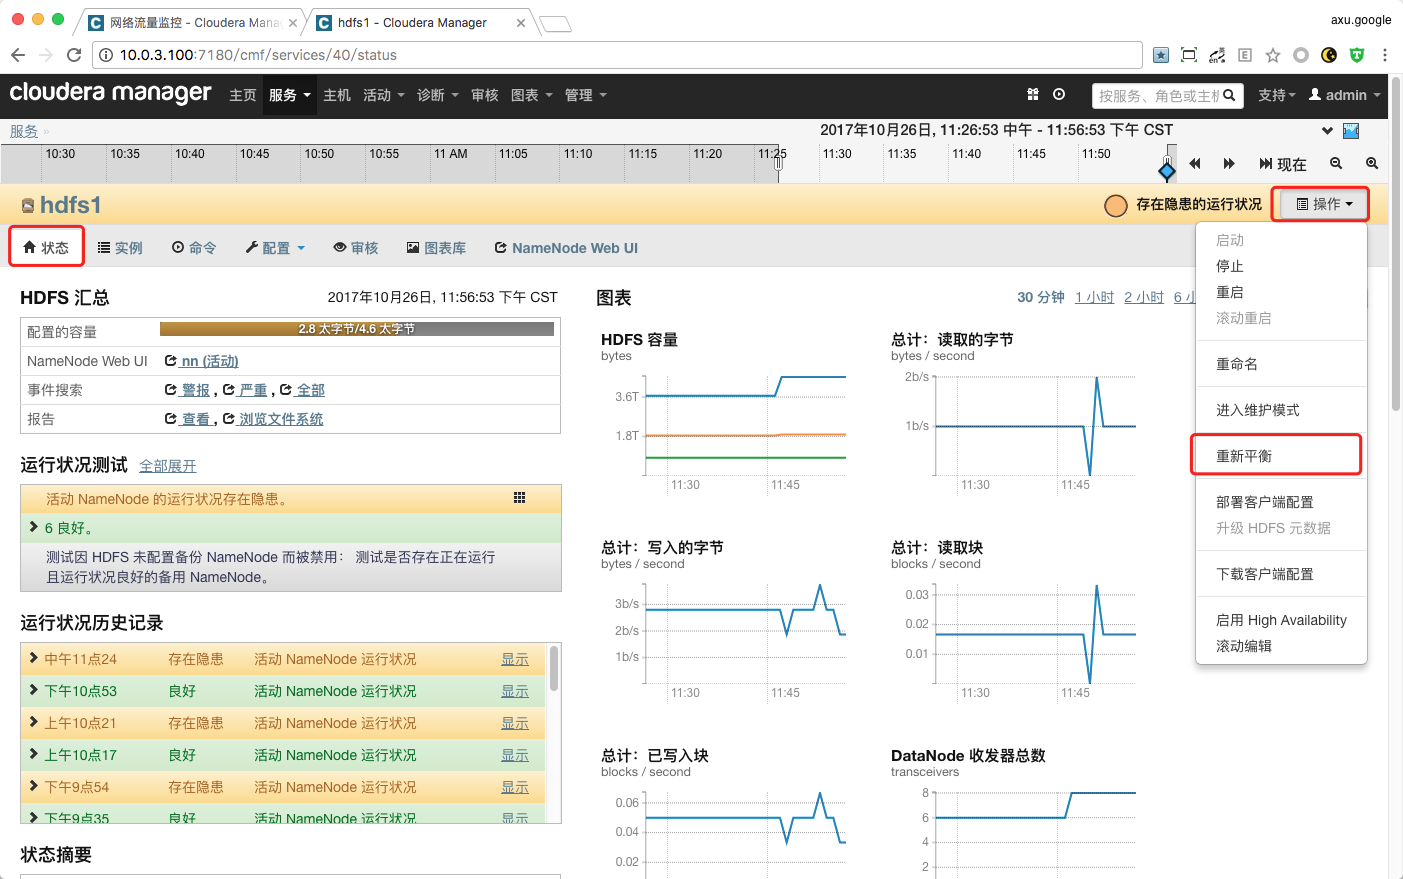 网络流量监控 - Cloudera Mana
hdfs1 - Cloudera Manager
axu.google
10.0.3.100:7180/cmf/services/40/status
cloudera manager 主页 服务 主机 活动 诊断 审核 图表 管理 按服务、角色或主机 支持 admin
服务 »
2017年10月26日, 11:26:53 中午 - 11:56:53 下午 CST
10:30 10:35 10:40 10:45 10:50 10:55 11 AM 11:05 11:10 11:15 11:20 11:25 11:30 11:35 11:40 11:45 11:50 现在
hdfs1
存在隐患的运行状况 操作
状态 实例 命令 配置 审核 图表库 NameNode Web UI
启动
停止
重启
滚动重启
重命名
进入维护模式
重新平衡
部署客户端配置
升级 HDFS 元数据
下载客户端配置
启用 High Availability
滚动编辑
HDFS 汇总 2017年10月26日, 11:56:53 下午 CST
配置的容量 2.8 太字节/4.6 太字节
NameNode Web UI nn (活动)
事件搜索 警报 , 严重 , 全部
报告 查看 , 浏览文件系统
运行状况测试 全部展开
活动 NameNode 的运行状况存在隐患。
6 良好。
测试因 HDFS 未配置备份 NameNode 而被禁用： 测试是否存在正在运行
且运行状况良好的备用 NameNode。
运行状况历史记录
中午11点24 存在隐患 活动 NameNode 运行状况 显示
下午10点53 良好 活动 NameNode 运行状况 显示
上午10点21 存在隐患 活动 NameNode 运行状况 显示
上午10点17 良好 活动 NameNode 运行状况 显示
下午9点54 存在隐患 活动 NameNode 运行状况 显示
下午9点35 良好 活动 NameNode 运行状况 显示
状态摘要
图表 30 分钟 1 小时 2 小时 6 小
HDFS 容量
bytes
3.6T
1.8T
11:30 11:45
总计：读取的字节
bytes / second
2b/s
1b/s
11:30 11:45
总计：写入的字节
bytes / second
3b/s
2b/s
1b/s
11:30 11:45
总计：读取块
blocks / second
0.03
0.02
0.01
11:30 11:45
总计：已写入块
blocks / second
0.06
0.04
0.02
DataNode 收发器总数
transceivers
8
6
4
2